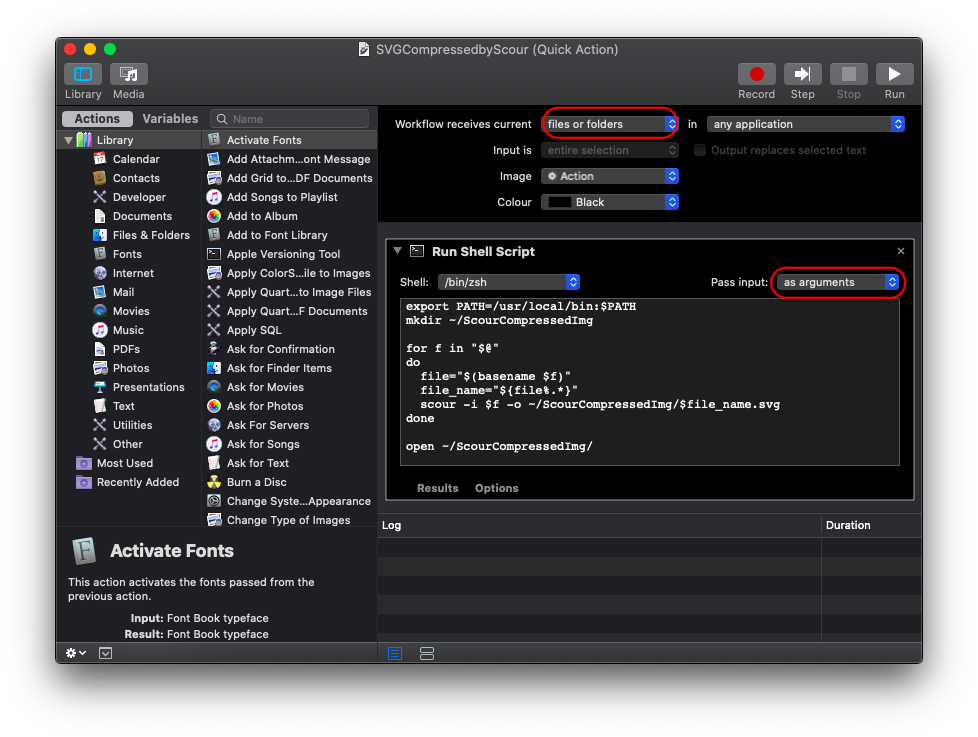 SVGCompressedbyScour (Quick Action)
Library
Media
Record
Step
Stop
Run
Actions
Variables
Name
Library
Calendar
Contacts
Developer
Documents
Files & Folders
Fonts
Internet
Mail
Movies
Music
PDFs
Photos
Presentations
Text
Utilities
Other
Most Used
Recently Added
Activate Fonts
Add Attachm...ont Message
Add Grid to...DF Documents
Add Songs to Playlist
Add to Album
Add to Font Library
Apple Versioning Tool
Apply ColorS...ile to Images
Apply Quart...to Image Files
Apply Quart...F Documents
Apply SQL
Ask for Confirmation
Ask for Finder Items
Ask for Movies
Ask for Photos
Ask For Servers
Ask for Songs
Ask for Text
Burn a Disc
Change Syste...Appearance
Change Type of Images
Activate Fonts
This action activates the fonts passed from the
previous action.
Input: Font Book typeface
Result: Font Book typeface
Workflow receives current files or folders in any application
Input is entire selection Output replaces selected text
Image Action
Colour Black
Run Shell Script
Shell: /bin/zsh Pass input: as arguments
export PATH=/usr/local/bin:$PATH
mkdir ~/ScourCompressedImg
for f in "$@"
do
file="$(basename $f)"
file_name="${file%.*}"
scour -i $f -o ~/ScourCompressedImg/$file_name.svg
done
open ~/ScourCompressedImg/
Results Options
Log Duration